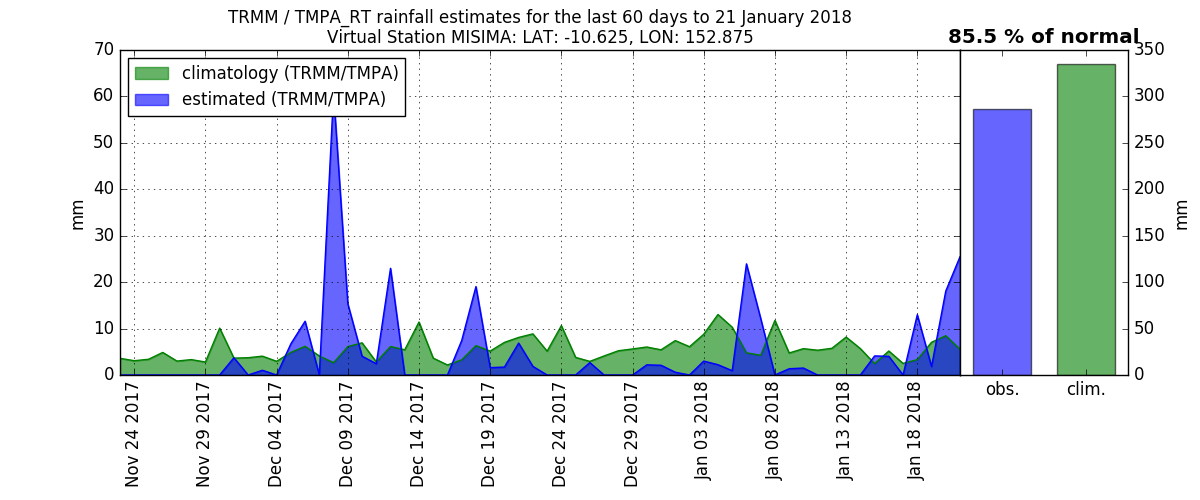 TRMM / TMPA_RT rainfall estimates for the last 60 days to 21 January 2018
Virtual Station MISIMA: LAT: -10.625, LON: 152.875
85.5 % of normal
climatology (TRMM/TMPA)
estimated (TRMM/TMPA)
70
60
50
40
30
20
10
0
mm
350
300
250
200
150
100
50
0
mm
Nov 24 2017
Nov 29 2017
Dec 04 2017
Dec 09 2017
Dec 14 2017
Dec 19 2017
Dec 24 2017
Dec 29 2017
Jan 03 2018
Jan 08 2018
Jan 13 2018
Jan 18 2018
obs.
clim.